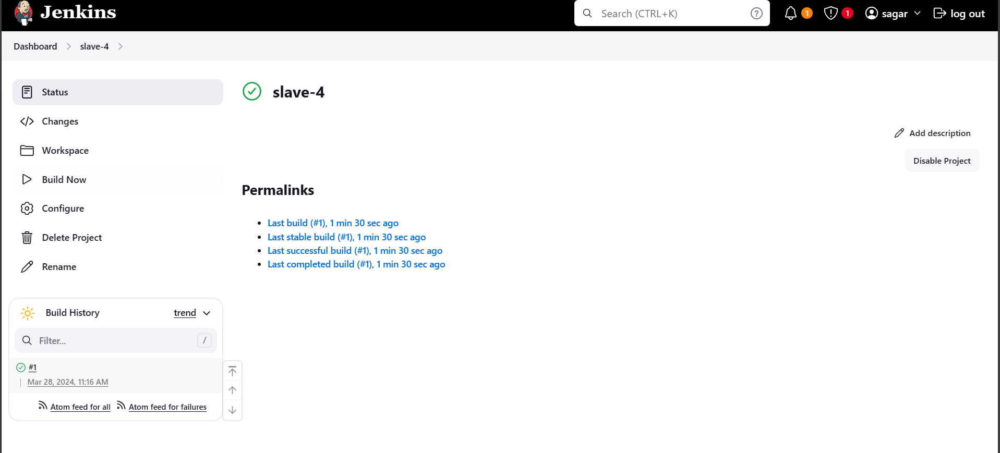 Jenkins
Search (CTRL+K)
?
1
1
sagar
log out
Dashboard
slave-4
Status
Changes
Workspace
Build Now
Configure
Delete Project
Rename
slave-4
Add description
Disable Project
Permalinks
Last build (#1), 1 min 30 sec ago
Last stable build (#1), 1 min 30 sec ago
Last successful build (#1), 1 min 30 sec ago
Last completed build (#1), 1 min 30 sec ago
Build History
trend
Filter...
/
#1
Mar 28, 2024, 11:16 AM
Atom feed for all
Atom feed for failures